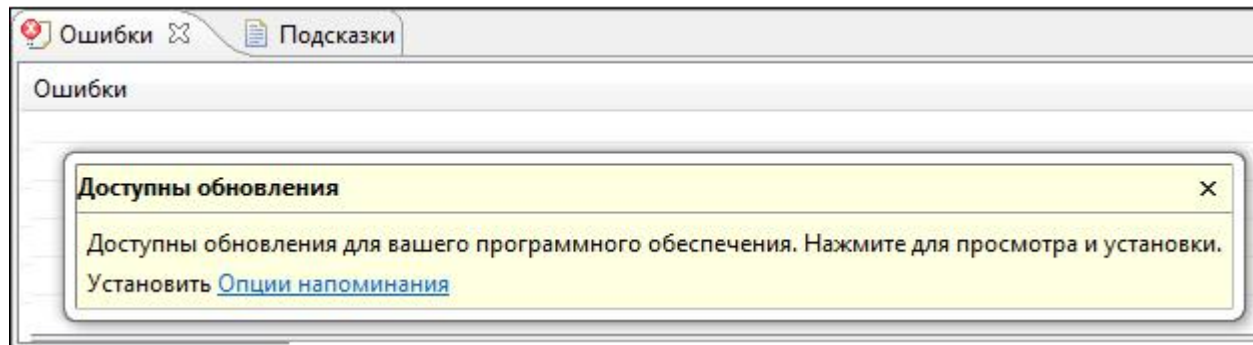 Ошибки Подсказки
Ошибки
Доступны обновления
Доступны обновления для вашего программного обеспечения. Нажмите для просмотра и установки.
Установить Опции напоминания